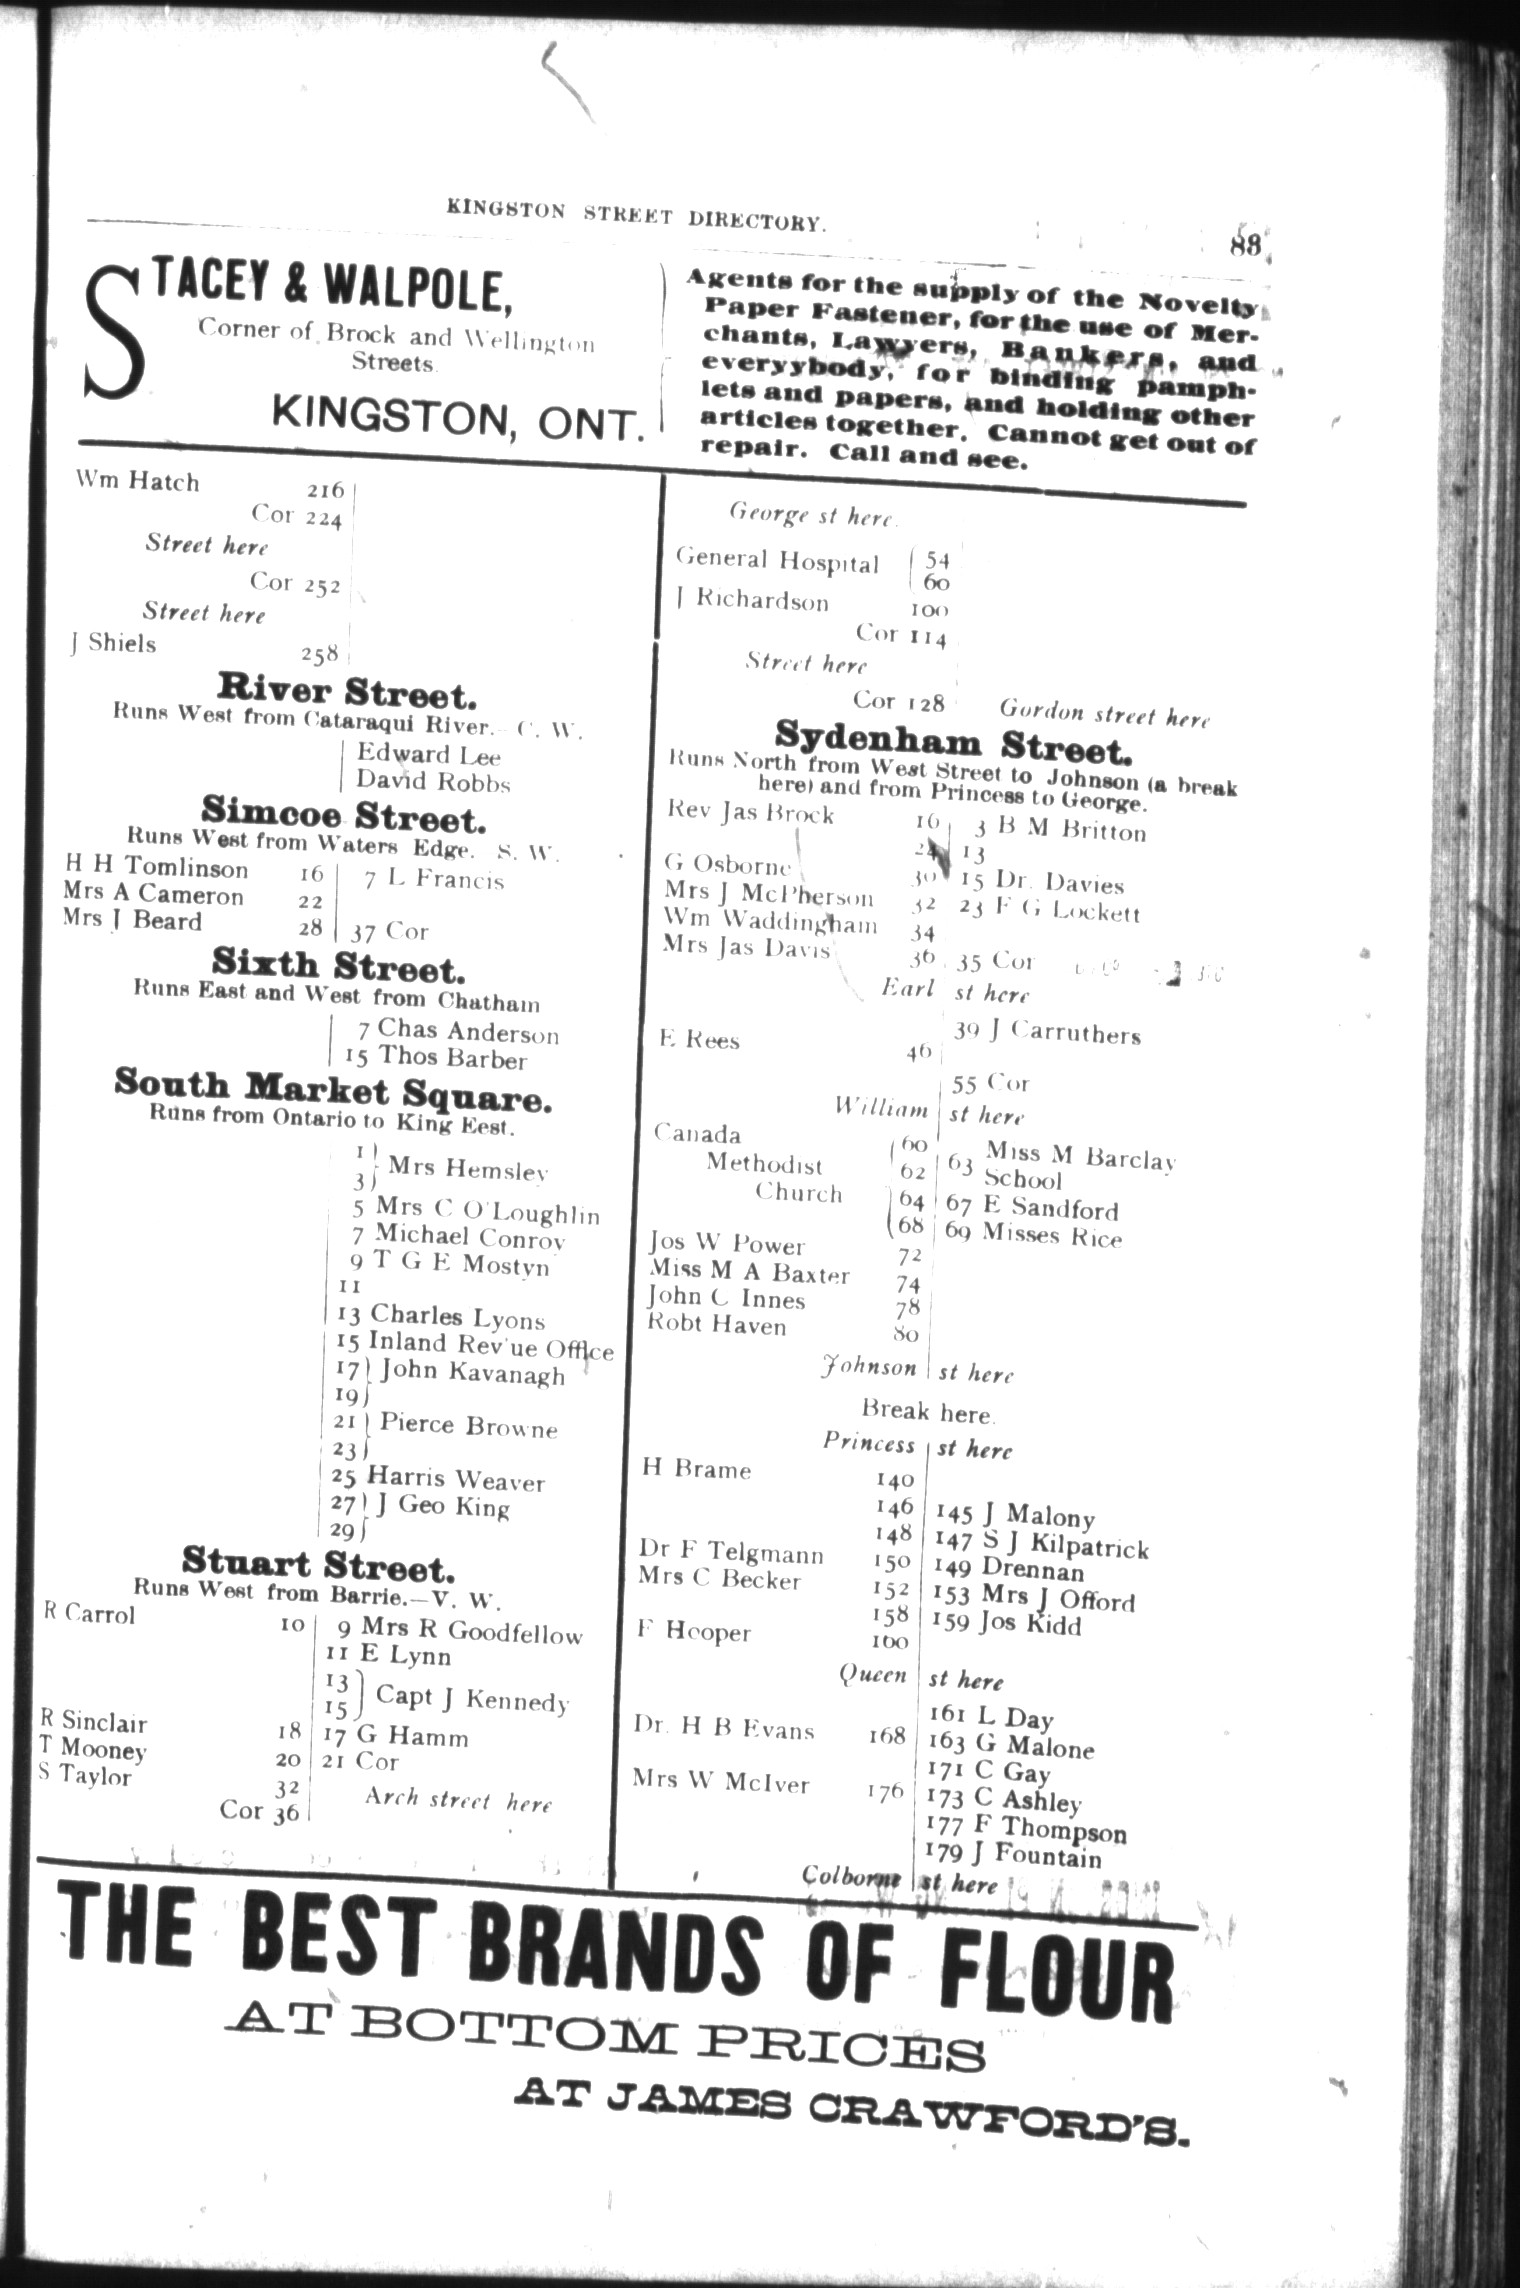 KINGSTON STREET DIRECTORY.
83
STACEY & WALPOLE,
Corner of Brock and Wellington
Streets.
KINGSTON, ONT.
Agents for the supply of the Novelty
Paper Fastener, for the use of Mer-
chants, Lawyers, Bankers, and
everyybody, for binding pamph-
lets and papers, and holding other
articles together. Cannot get out of
repair. Call and see.
Wm Hatch 216
Cor 224
Street here
Cor 252
Street here
J Shiels 258
River Street.
Runs West from Cataraqui River.- C. W.
Edward Lee
David Robbs
Simcoe Street.
Runs West from Waters Edge. S. W.
H H Tomlinson 16 7 L Francis
Mrs A Cameron 22
Mrs J Beard 28 37 Cor
Sixth Street.
Runs East and West from Chatham
7 Chas Anderson
15 Thos Barber
South Market Square.
Runs from Ontario to King Eest.
1
Mrs Hemsley
3
5 Mrs C O'Loughlin
7 Michael Conroy
9 T G E Mostyn
11
13 Charles Lyons
15 Inland Rev'ue Office
17 John Kavanagh
19
21 Pierce Browne
23
25 Harris Weaver
27 J Geo King
29
Stuart Street.
Runs West from Barrie.—V. W.
R Carrol 10 9 Mrs R Goodfellow
11 E Lynn
13
Capt J Kennedy
15
R Sinclair 18 17 G Hamm
T Mooney 20 21 Cor
S Taylor 32
Arch street here
Cor 36
George st here.
General Hospital 54
60
J Richardson 100
Cor 114
Street here
Cor 128 Gordon street here
Sydenham Street.
Runs North from West Street to Johnson (a break
here) and from Princess to George.
Rev Jas Brock 16 3 B M Britton
24 13
G Osborne 30 15 Dr. Davies
Mrs J McPherson 32 23 F G Lockett
Wm Waddingham 34
Mrs Jas Davis 36 35 Cor
Earl st here
39 J Carruthers
E Rees 46
55 Cor
William st here
Canada 60 Miss M Barclay
Methodist 62 63 School
Church 64 67 E Sandford
68 69 Misses Rice
Jos W Power 72
Miss M A Baxter 74
John C Innes 78
Robt Haven 80
Johnson st here
Break here.
Princess st here
H Brame 140
146 145 J Malony
148 147 S J Kilpatrick
Dr F Telgmann 150 149 Drennan
Mrs C Becker 152 153 Mrs J Offord
158 159 Jos Kidd
F Hooper 160
Queen st here
161 L Day
Dr. H B Evans 168 163 G Malone
171 C Gay
Mrs W McIver 176 173 C Ashley
177 F Thompson
179 J Fountain
Colborne st here
THE BEST BRANDS OF FLOUR
AT BOTTOM PRICES
AT JAMES CRAWFORD'S.